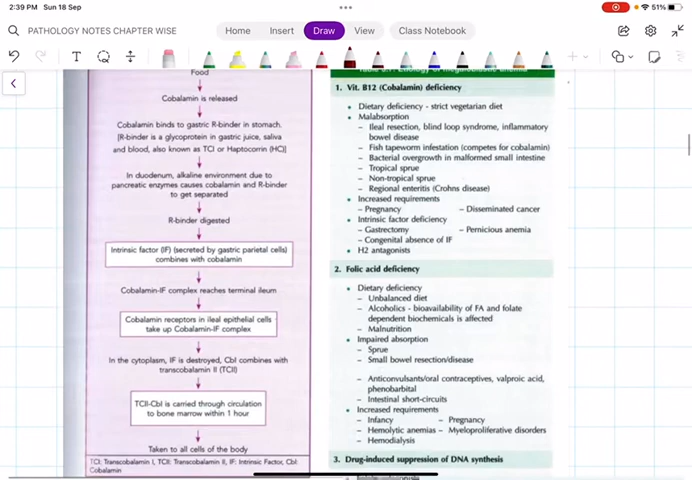 2:39 PM Sun 18 Sep
51%
PATHOLOGY NOTES CHAPTER WISE
Home
Insert
Draw
View
Class Notebook
Food
Cobalamin is released
Cobalamin binds to gastric R-binder in stomach.
[R-binder is a glycoprotein in gastric juice, saliva
and blood, also known as TCI or Haptocorrin (HC)]
In duodenum, alkaline environment due to
pancreatic enzymes causes cobalamin and R-binder
to get separated
R-binder digested
Intrinsic factor (IF) (secreted by gastric parietal cells)
combines with cobalamin
Cobalamin-IF complex reaches terminal ileum
Cobalamin receptors in ileal epithelial cells
take up Cobalamin-IF complex
In the cytoplasm, IF is destroyed, Cbl combines with
transcobalamin II (TCII)
TCII-Cbl is carried through circulation
to bone marrow within 1 hour
Taken to all cells of the body
TCI: Transcobalamin I, TCII: Transcobalamin II, IF: Intrinsic Factor, Cbl:
Cobalamin
1. Vit. B12 (Cobalamin) deficiency
• Dietary deficiency - strict vegetarian diet
• Malabsorption
– Ileal resection, blind loop syndrome, inflammatory
bowel disease
– Fish tapeworm infestation (competes for cobalamin)
– Bacterial overgrowth in malformed small intestine
– Tropical sprue
– Non-tropical sprue
– Regional enteritis (Crohns disease)
• Increased requirements
– Pregnancy – Disseminated cancer
• Intrinsic factor deficiency
– Gastrectomy – Pernicious anemia
– Congenital absence of IF
• H2 antagonists
2. Folic acid deficiency
• Dietary deficiency
– Unbalanced diet
– Alcoholics - bioavailability of FA and folate
dependent biochemicals is affected
– Malnutrition
• Impaired absorption
– Sprue
– Small bowel resection/disease
– Anticonvulsants/oral contraceptives, valproic acid,
phenobarbital
– Intestinal short-circuits
• Increased requirements
– Infancy – Pregnancy
– Hemolytic anemias – Myeloproliferative disorders
– Hemodialysis
3. Drug-induced suppression of DNA synthesis